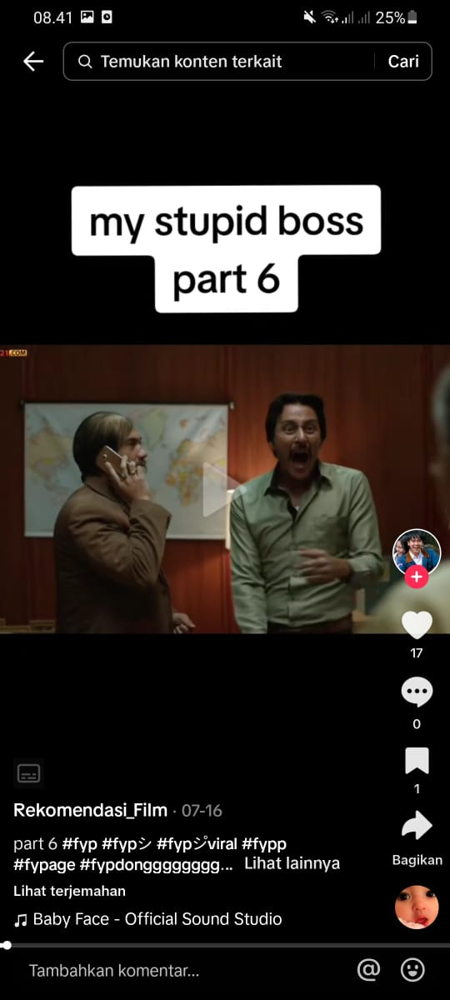 08.41
25%
Temukan konten terkait
Cari
my stupid boss
part 6
21.COM
17
0
1
Rekomendasi_Film · 07-16
part 6 #fyp #fypシ #fypジviral #fypp
#fypage #fypdongggggggg... Lihat lainnya
Bagikan
Lihat terjemahan
♫ Baby Face - Official Sound Studio
Tambahkan komentar...